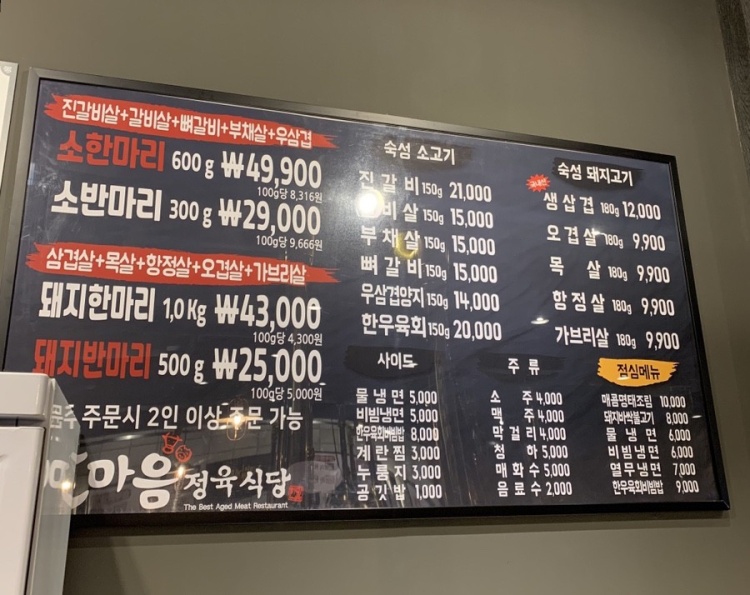 진갈비살+갈비살+뼈갈비+부채살+우삼겹
소한마리 600g ₩49,900
100g당 8,316원
소반마리 300g ₩29,000
100g당 9,666원
삼겹살+목살+항정살+오겹살+가브리살
돼지한마리 1,0Kg ₩43,000
100g당 4,300원
돼지반마리 500g ₩25,000
100g당 5,000원
주문시 2인 이상 주문 가능
마음 정육식당
The Best Aged Meat Restaurant
숙성 소고기
진갈비 150g 21,000
비살 150g 15,000
부채살 150g 15,000
뼈갈비 150g 15,000
우삼겹양지 150g 14,000
한우육회 150g 20,000
숙성 돼지고기
생삼겹 180g 12,000
오겹살 180g 9,900
목살 180g 9,900
항정살 180g 9,900
가브리살 180g 9,900
사이드
물냉면 5,000
비빔냉면 5,000
한우육회비빔밥 8,000
계란찜 3,000
누룽지 3,000
공깃밥 1,000
주류
소주 4,000
맥주 4,000
막걸리 4,000
청하 5,000
매화수 5,000
음료수 2,000
점심메뉴
매콤명태조림 10,000
돼지바싹불고기 8,000
물냉면 6,000
비빔냉면 6,000
열무냉면 7,000
한우육회비빔밥 9,000